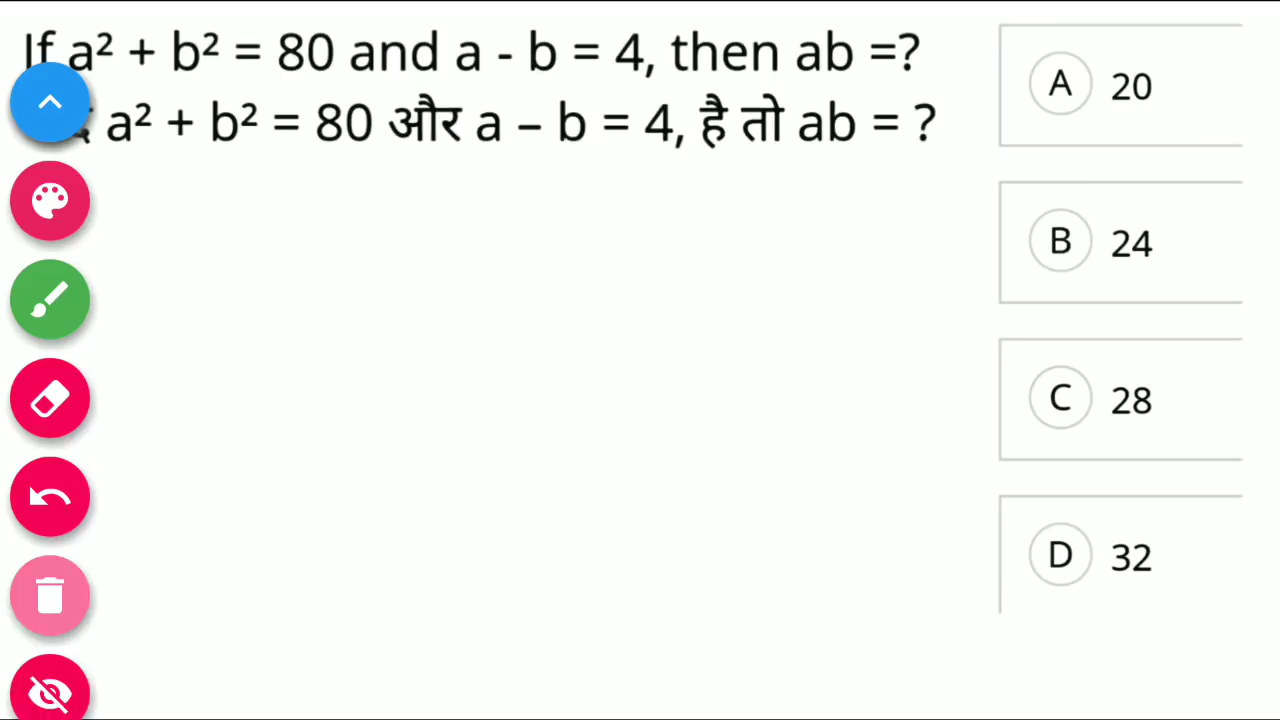 If a² + b² = 80 and a - b = 4, then ab =?
a² + b² = 80 और a – b = 4, है तो ab = ?
A 20
B 24
C 28
D 32